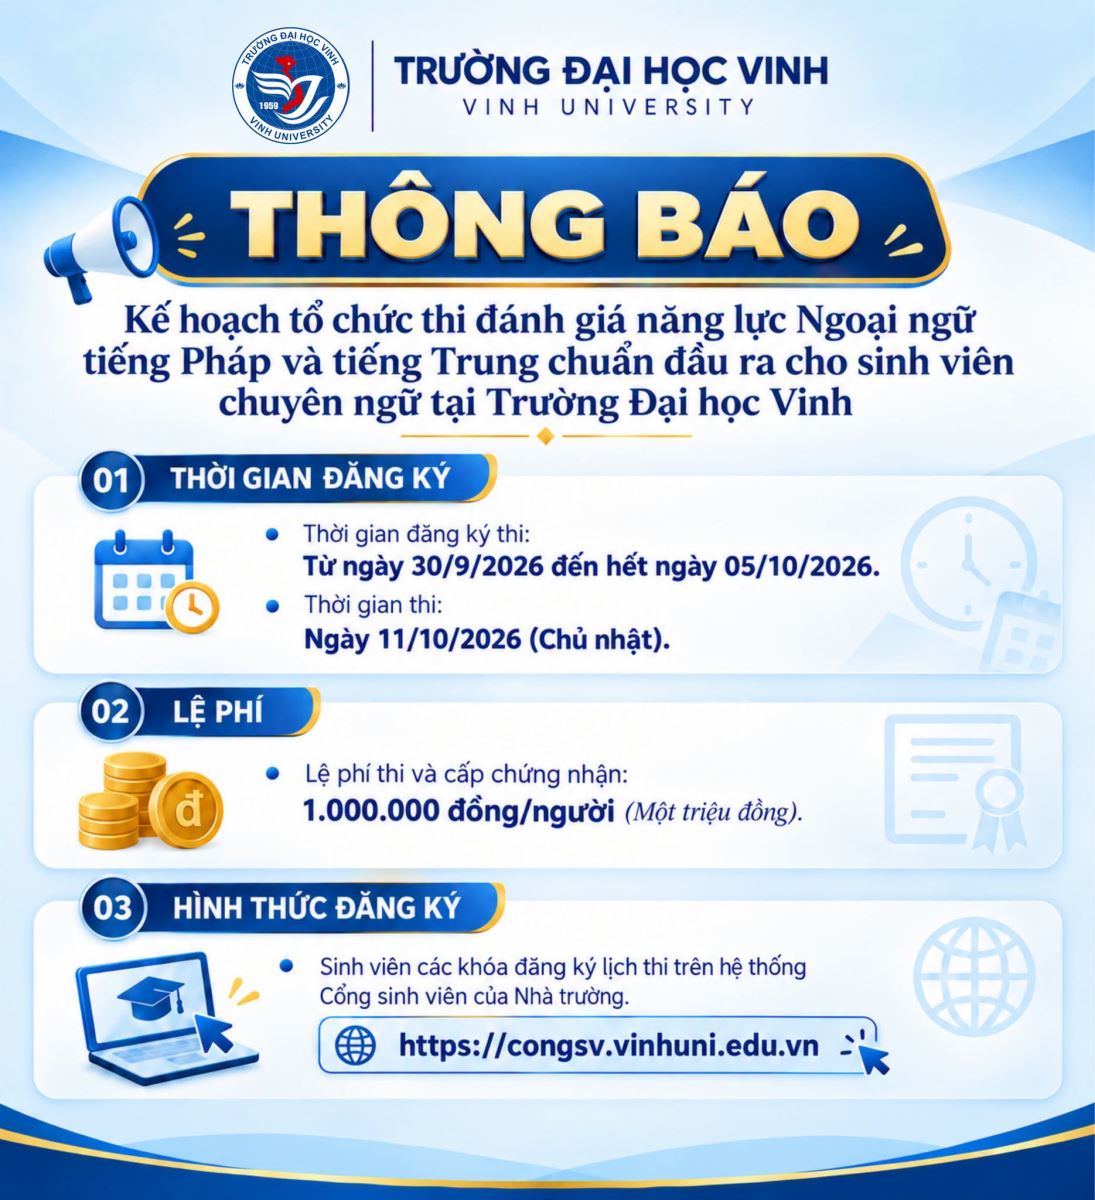 TRƯỜNG ĐẠI HỌC VINH
1959
VINH UNIVERSITY
TRƯỜNG ĐẠI HỌC VINH
VINH UNIVERSITY
THÔNG BÁO
Kế hoạch tổ chức thi đánh giá năng lực Ngoại ngữ
tiếng Pháp và tiếng Trung chuẩn đầu ra cho sinh viên
chuyên ngữ tại Trường Đại học Vinh
01 THỜI GIAN ĐĂNG KÝ
Thời gian đăng ký thi:
Từ ngày 30/9/2026 đến hết ngày 05/10/2026.
Thời gian thi:
Ngày 11/10/2026 (Chủ nhật).
02 LỆ PHÍ
đ
Lệ phí thi và cấp chứng nhận:
1.000.000 đồng/người (Một triệu đồng).
03 HÌNH THỨC ĐĂNG KÝ
Sinh viên các khóa đăng ký lịch thi trên hệ thống
Cổng sinh viên của Nhà trường.
https://congsv.vinhuni.edu.vn